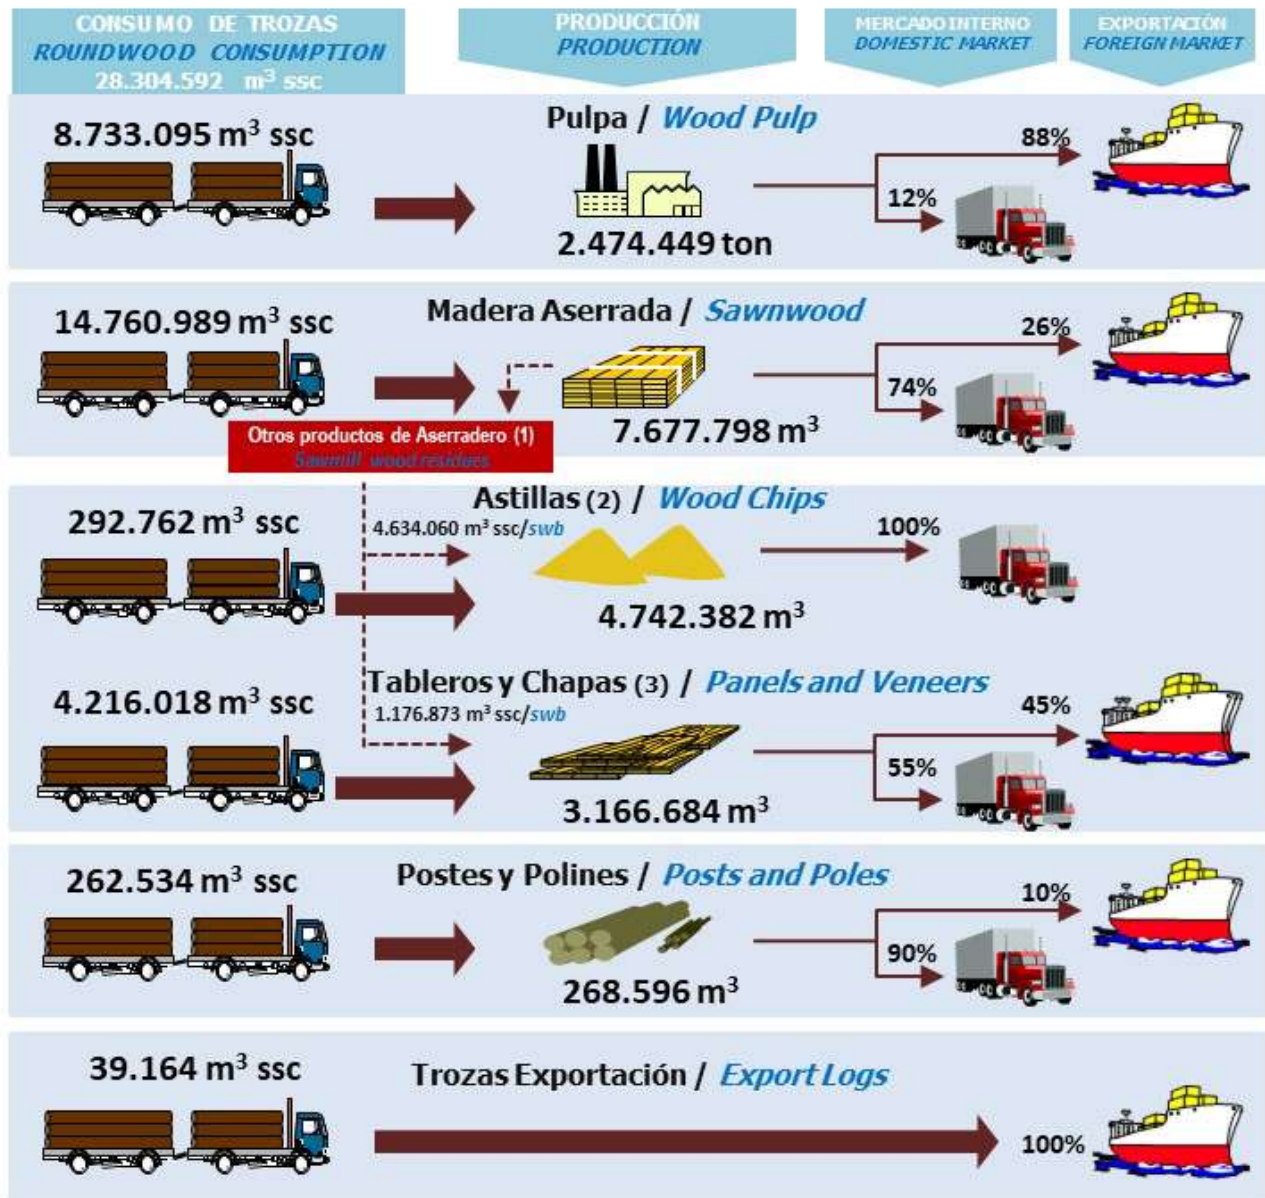 CONSUMO DE TROZAS
ROUNDWOOD CONSUMPTION
28.304.592 m³ ssc
PRODUCCIÓN
PRODUCTION
MERCADO INTERNO
DOMESTIC MARKET
EXPORTACIÓN
FOREIGN MARKET
8.733.095 m³ ssc
Pulpa / Wood Pulp
88%
12%
2.474.449 ton
14.760.989 m³ ssc
Madera Aserrada / Sawnwood
26%
74%
7.677.798 m³
Otros productos de Aserradero (1)
Sawmill wood residues
292.762 m³ ssc
Astillas (2) / Wood Chips
4.634.060 m³ ssc/swb
100%
4.742.382 m³
4.216.018 m³ ssc
Tableros y Chapas (3) / Panels and Veneers
1.176.873 m³ ssc/swb
45%
55%
3.166.684 m³
262.534 m³ ssc
Postes y Polines / Posts and Poles
10%
90%
268.596 m³
39.164 m³ ssc
Trozas Exportación / Export Logs
100%